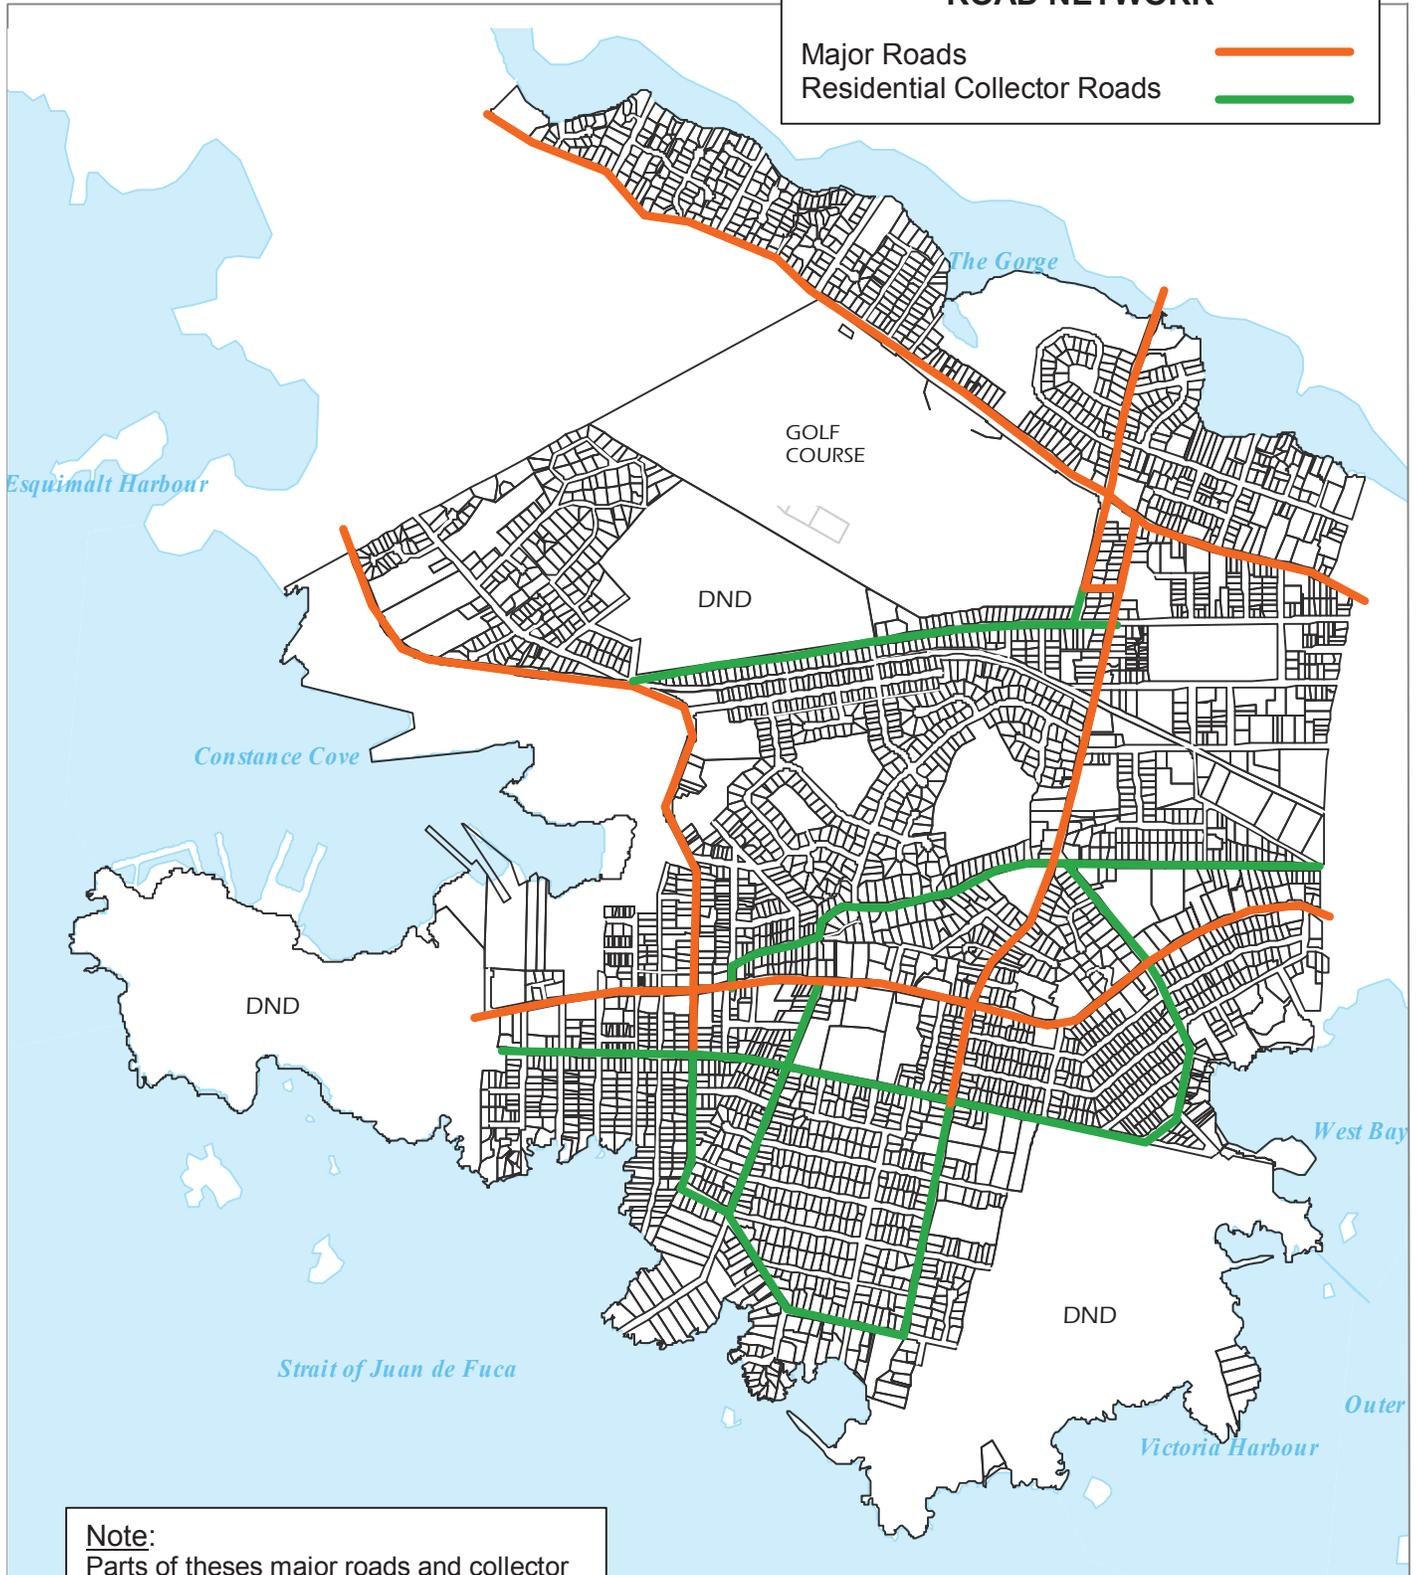 ROAD NETWORK
Major Roads
Residential Collector Roads
The Gorge
GOLF
COURSE
Esquimalt Harbour
DND
Constance Cove
DND
West Bay
DND
Strait of Juan de Fuca
Outer
Victoria Harbour
Note:
Parts of theses major roads and collector